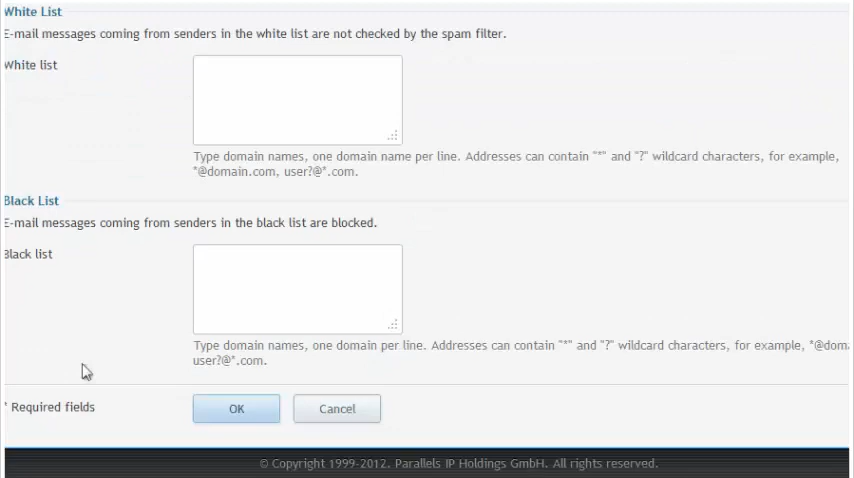 White List
E-mail messages coming from senders in the white list are not checked by the spam filter.
White list
Type domain names, one domain name per line. Addresses can contain "*" and "?" wildcard characters, for example,
*@domain.com, user?@*.com.
Black List
E-mail messages coming from senders in the black list are blocked.
Black list
Type domain names, one domain per line. Addresses can contain "*" and "?" wildcard characters, for example, *@doma
user?@*.com.
* Required fields
OK
Cancel
© Copyright 1999-2012. Parallels IP Holdings GmbH. All rights reserved.